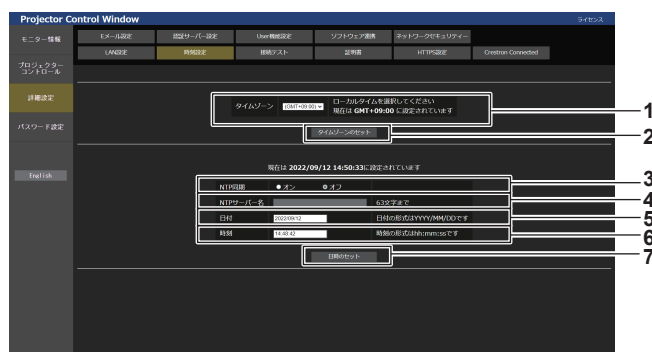 Projector Control Window
ライセンス
モニター情報
Eメール設定
認証サーバー設定
User機能設定
ソフトウェア連携
ネットワークセキュリティー
LAN設定
時刻設定
接続テスト
証明書
HTTPS設定
Crestron Connected
プロジェクター
コントロール
詳細設定
パスワード設定
English
タイムゾーン
(GMT+09:00)
ローカルタイムを選択してください
現在は GMT+09:00 に設定されています
1
タイムゾーンのセット
2
現在は 2022/09/12 14:50:33に設定されています
NTP同期
オン
オフ
3
NTPサーバー名
63文字まで
4
日付
2022/09/12
日付の形式はYYYY/MM/DDです
5
時刻
14:48:42
時刻の形式はhh:mm:ssです
6
日時のセット
7